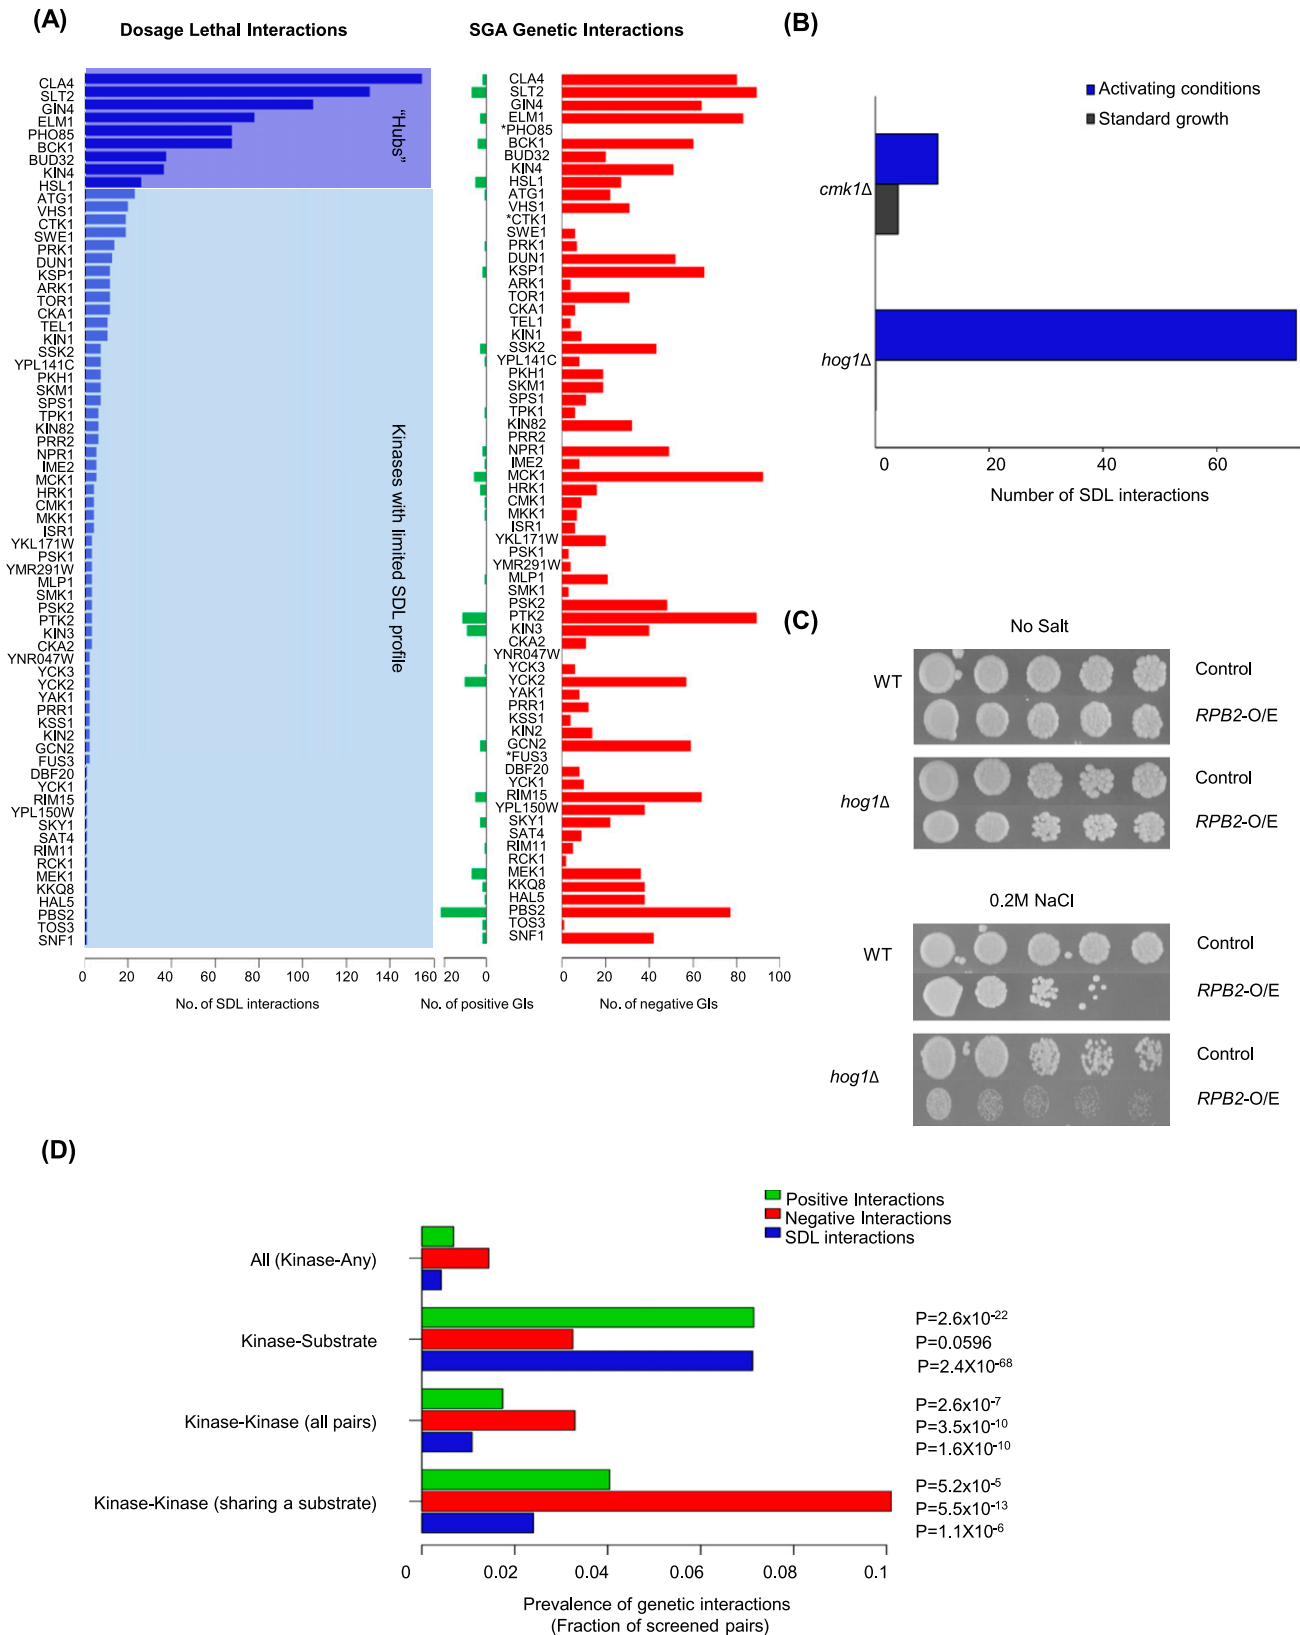 (A)
Dosage Lethal Interactions
SGA Genetic Interactions
CLA4
SLT2
GIN4
ELM1
PHO85
BCK1
BUD32
KIN4
HSL1
ATG1
VHS1
CTK1
SWE1
PRK1
DUN1
KSP1
ARK1
TOR1
CKA1
TEL1
KIN1
SSK2
YPL141C
PKH1
SKM1
SPS1
TPK1
KIN82
PRR2
NPR1
IME2
MCK1
HRK1
CMK1
MKK1
ISR1
YKL171W
PSK1
YMR291W
MLP1
SMK1
PSK2
PTK2
KIN3
CKA2
YNR047W
YCK3
YCK2
YAK1
PRR1
KSS1
KIN2
GCN2
FUS3
DBF20
YCK1
RIM15
YPL150W
SKY1
SAT4
RIM11
RCK1
MEK1
KKQ8
HAL5
PBS2
TOS3
SNF1
"Hubs"
Kinases with limited SDL profile
0 20 40 60 80 100 120 140 160
No. of SDL interactions
CLA4
SLT2
GIN4
ELM1
*PHO85
BCK1
BUD32
KIN4
HSL1
ATG1
VHS1
*CTK1
SWE1
PRK1
DUN1
KSP1
ARK1
TOR1
CKA1
TEL1
KIN1
SSK2
YPL141C
PKH1
SKM1
SPS1
TPK1
KIN82
PRR2
NPR1
IME2
MCK1
HRK1
CMK1
MKK1
ISR1
YKL171W
PSK1
YMR291W
MLP1
SMK1
PSK2
PTK2
KIN3
CKA2
YNR047W
YCK3
YCK2
YAK1
PRR1
KSS1
KIN2
GCN2
*FUS3
DBF20
YCK1
RIM15
YPL150W
SKY1
SAT4
RIM11
RCK1
MEK1
KKQ8
HAL5
PBS2
TOS3
SNF1
20 0
No. of positive GIs
0 20 40 60 80 100
No. of negative GIs
(B)
Activating conditions
Standard growth
cmk1Δ
hog1Δ
0 20 40 60
Number of SDL interactions
(C)
No Salt
WT
Control
RPB2-O/E
hog1Δ
Control
RPB2-O/E
0.2M NaCl
WT
Control
RPB2-O/E
hog1Δ
Control
RPB2-O/E
(D)
Positive Interactions
Negative Interactions
SDL interactions
All (Kinase-Any)
Kinase-Substrate
P=2.6x10-22
P=0.0596
P=2.4X10-68
Kinase-Kinase (all pairs)
P=2.6x10-7
P=3.5x10-10
P=1.6X10-10
Kinase-Kinase (sharing a substrate)
P=5.2x10-5
P=5.5x10-13
P=1.1X10-6
0 0.02 0.04 0.06 0.08 0.1
Prevalence of genetic interactions
(Fraction of screened pairs)